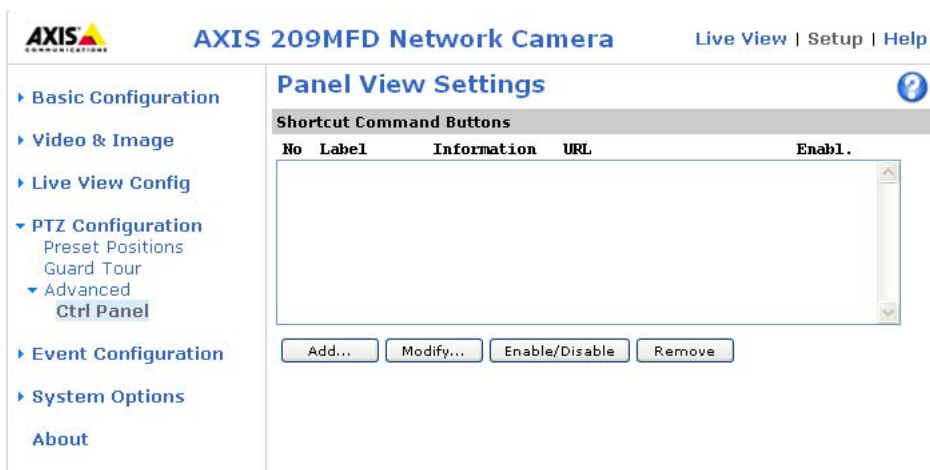 AXIS COMMUNICATIONS
AXIS 209MFD Network Camera
Live View | Setup | Help
Basic Configuration
Video & Image
Live View Config
PTZ Configuration
Preset Positions
Guard Tour
Advanced
Ctrl Panel
Event Configuration
System Options
About
Panel View Settings
?
Shortcut Command Buttons
No Label Information URL Enabl.
Add... Modify... Enable/Disable Remove